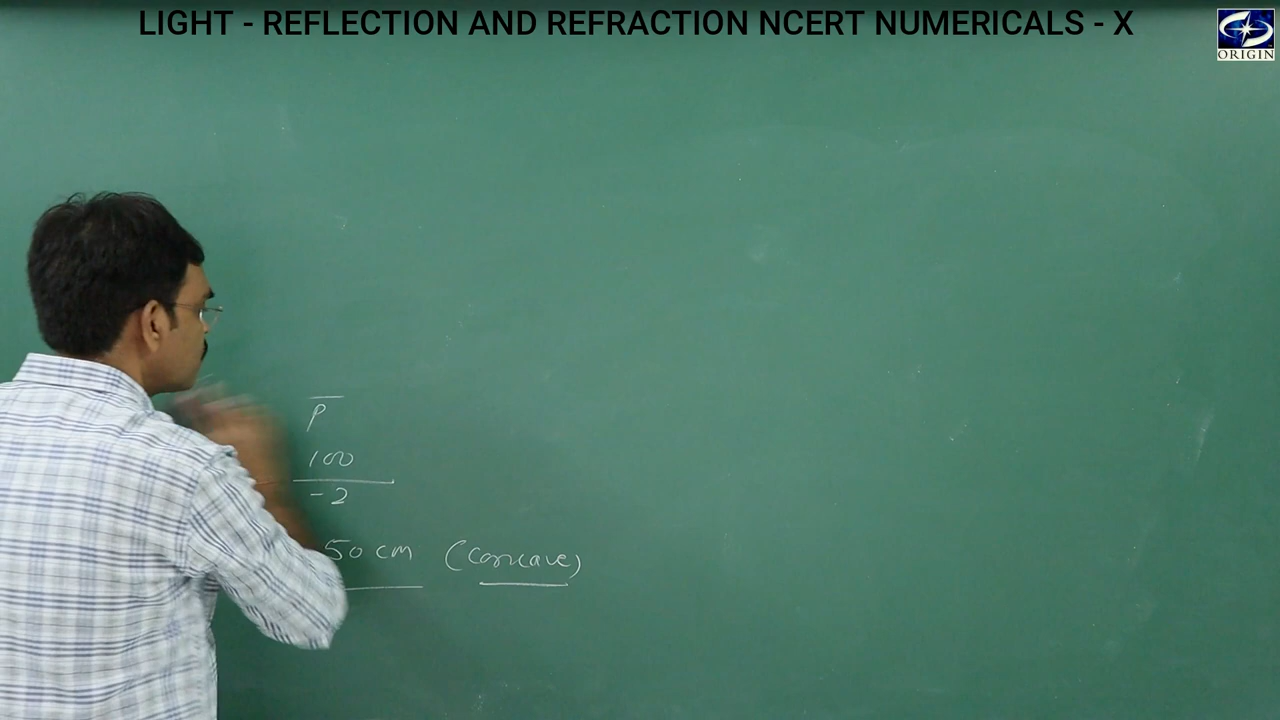 LIGHT - REFLECTION AND REFRACTION NCERT NUMERICALS - X
ORIGIN
P
100
-2
50 cm (Concave)